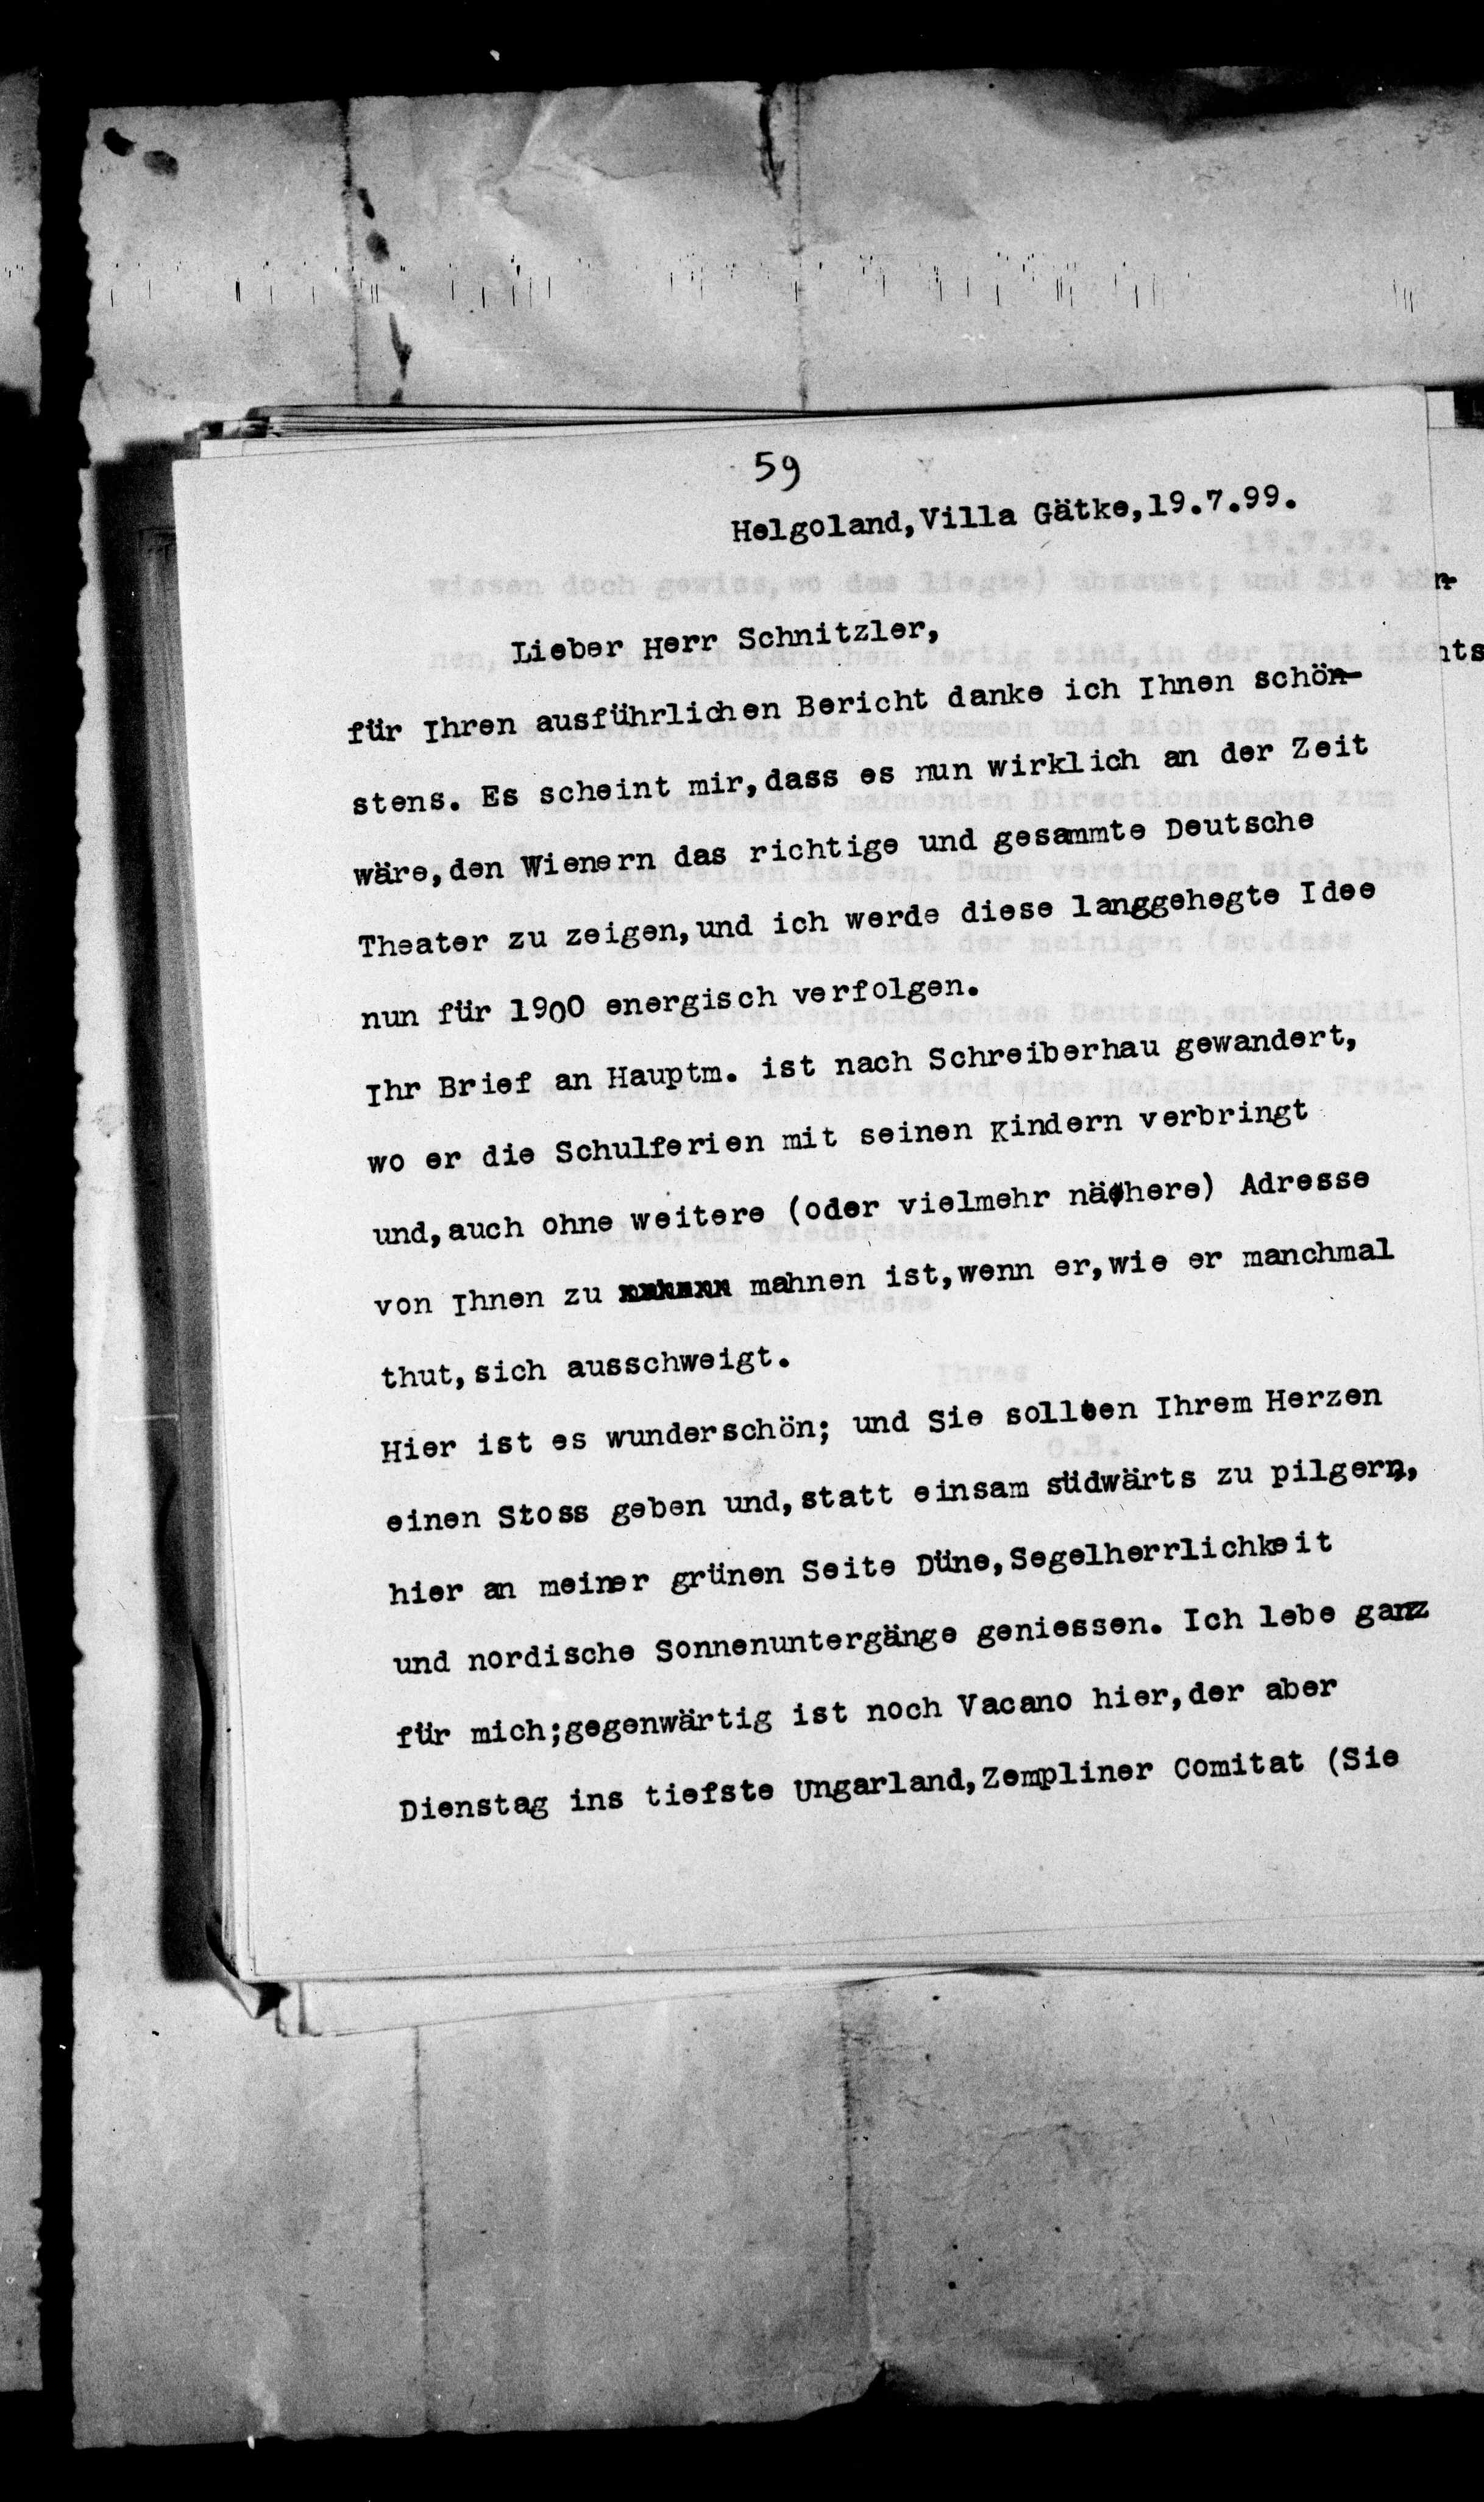 59
Helgoland,Villa Gätke,19.7.99.
Lieber Herr Schnitzler,
für Ihren ausführlichen Bericht danke ich Ihnen schön-
stens. Es scheint mir,dass es nun wirklich an der Zeit
wäre,den Wienern das richtige und gesammte Deutsche
Theater zu zeigen,und ich werde diese langgehegte Idee
nun für 1900 energisch verfolgen.
Ihr Brief an Hauptm. ist nach Schreiberhau gewandert,
wo er die Schulferien mit seinen Kindern verbringt
und,auch ohne weitere (oder vielmehr nähere) Adresse
von Ihnen zu mahnen ist,wenn er,wie er manchmal
thut,sich ausschweigt.
Hier ist es wunderschön; und Sie sollten Ihrem Herzen
einen Stoss geben und,statt einsam südwärts zu pilgern,
hier an meiner grünen Seite Düne,Segelherrlichkeit
und nordische Sonnenuntergänge geniessen. Ich lebe ganz
für mich;gegenwärtig ist noch Vacano hier,der aber
Dienstag ins tiefste Ungarland,Zempliner Comitat (Sie